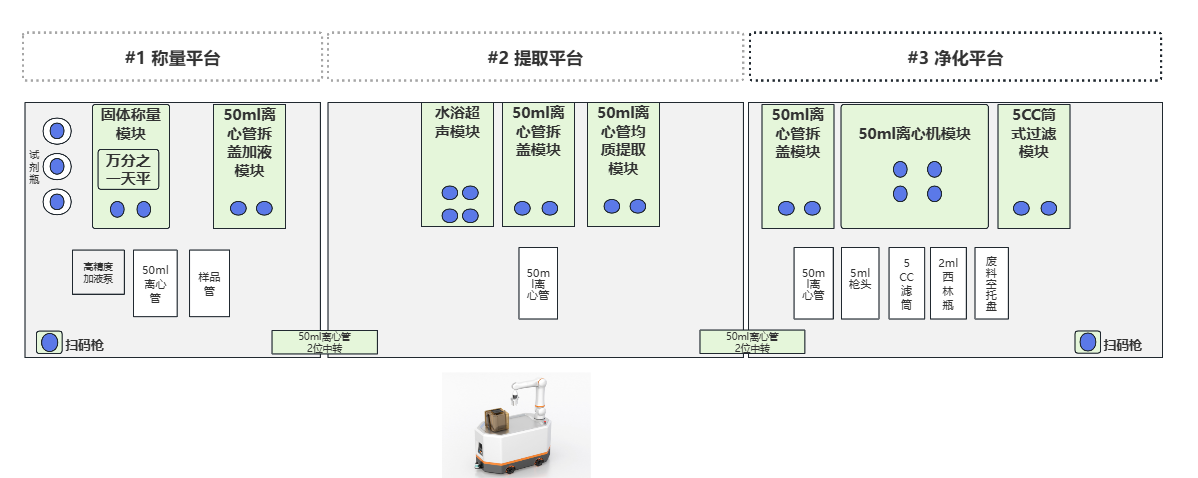 #1 称量平台
#2 提取平台
#3 净化平台
试
剂
瓶
固体称量
模块
万分之
一天平
50ml离
心管拆
盖加液
模块
高精度
加液泵
50ml
离心
管
样品
管
扫码枪
50ml离心管
2位中转
水浴超
声模块
50ml离
心管拆
盖模块
50ml离
心管均
质提取
模块
50m
l离
心管
50ml离心管
2位中转
50ml离
心管拆
盖模块
50ml离心机模块
5CC筒
式过滤
模块
50m
l离
心管
5ml
枪头
5
CC
滤
筒
2ml
西
林
瓶
废
料
空
托
盘
扫码枪